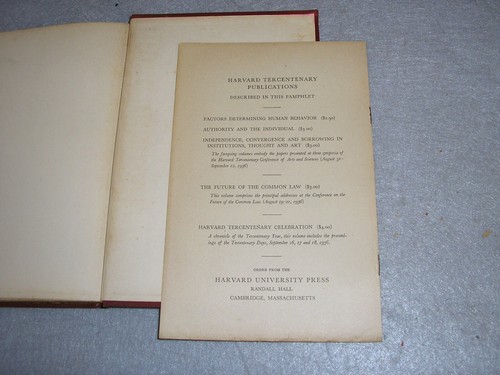 HARVARD TERCENTENARY
PUBLICATIONS
DESCRIBED IN THIS PAMPHLET
FACTORS DETERMINING HUMAN BEHAVIOR ($2.50)
AUTHORITY AND THE INDIVIDUAL ($3.00)
INDEPENDENCE, CONVERGENCE AND BORROWING IN
INSTITUTIONS, THOUGHT AND ART ($3.00)
The foregoing volumes embody the papers presented at three symposia of
the Harvard Tercentenary Conference of Arts and Sciences (August 31–
September 12, 1936)
THE FUTURE OF THE COMMON LAW ($3.00)
This volume comprises the principal addresses at the Conference on the
Future of the Common Law (August 19–21, 1936)
HARVARD TERCENTENARY CELEBRATION
A chronicle of the Tercentenary Year, this volume includes the proceed-
ings of the Tercentenary Days, September 16, 17 and 18, 1936.
ORDER FROM THE
HARVARD UNIVERSITY PRESS
RANDALL HALL
CAMBRIDGE, MASSACHUSETTS